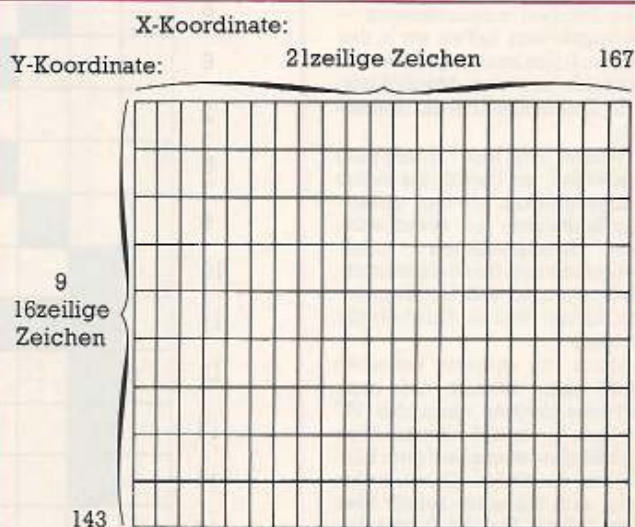 X-Koordinate:
Y-Koordinate:
21zeilige Zeichen
167
9
16zeilige
Zeichen
143